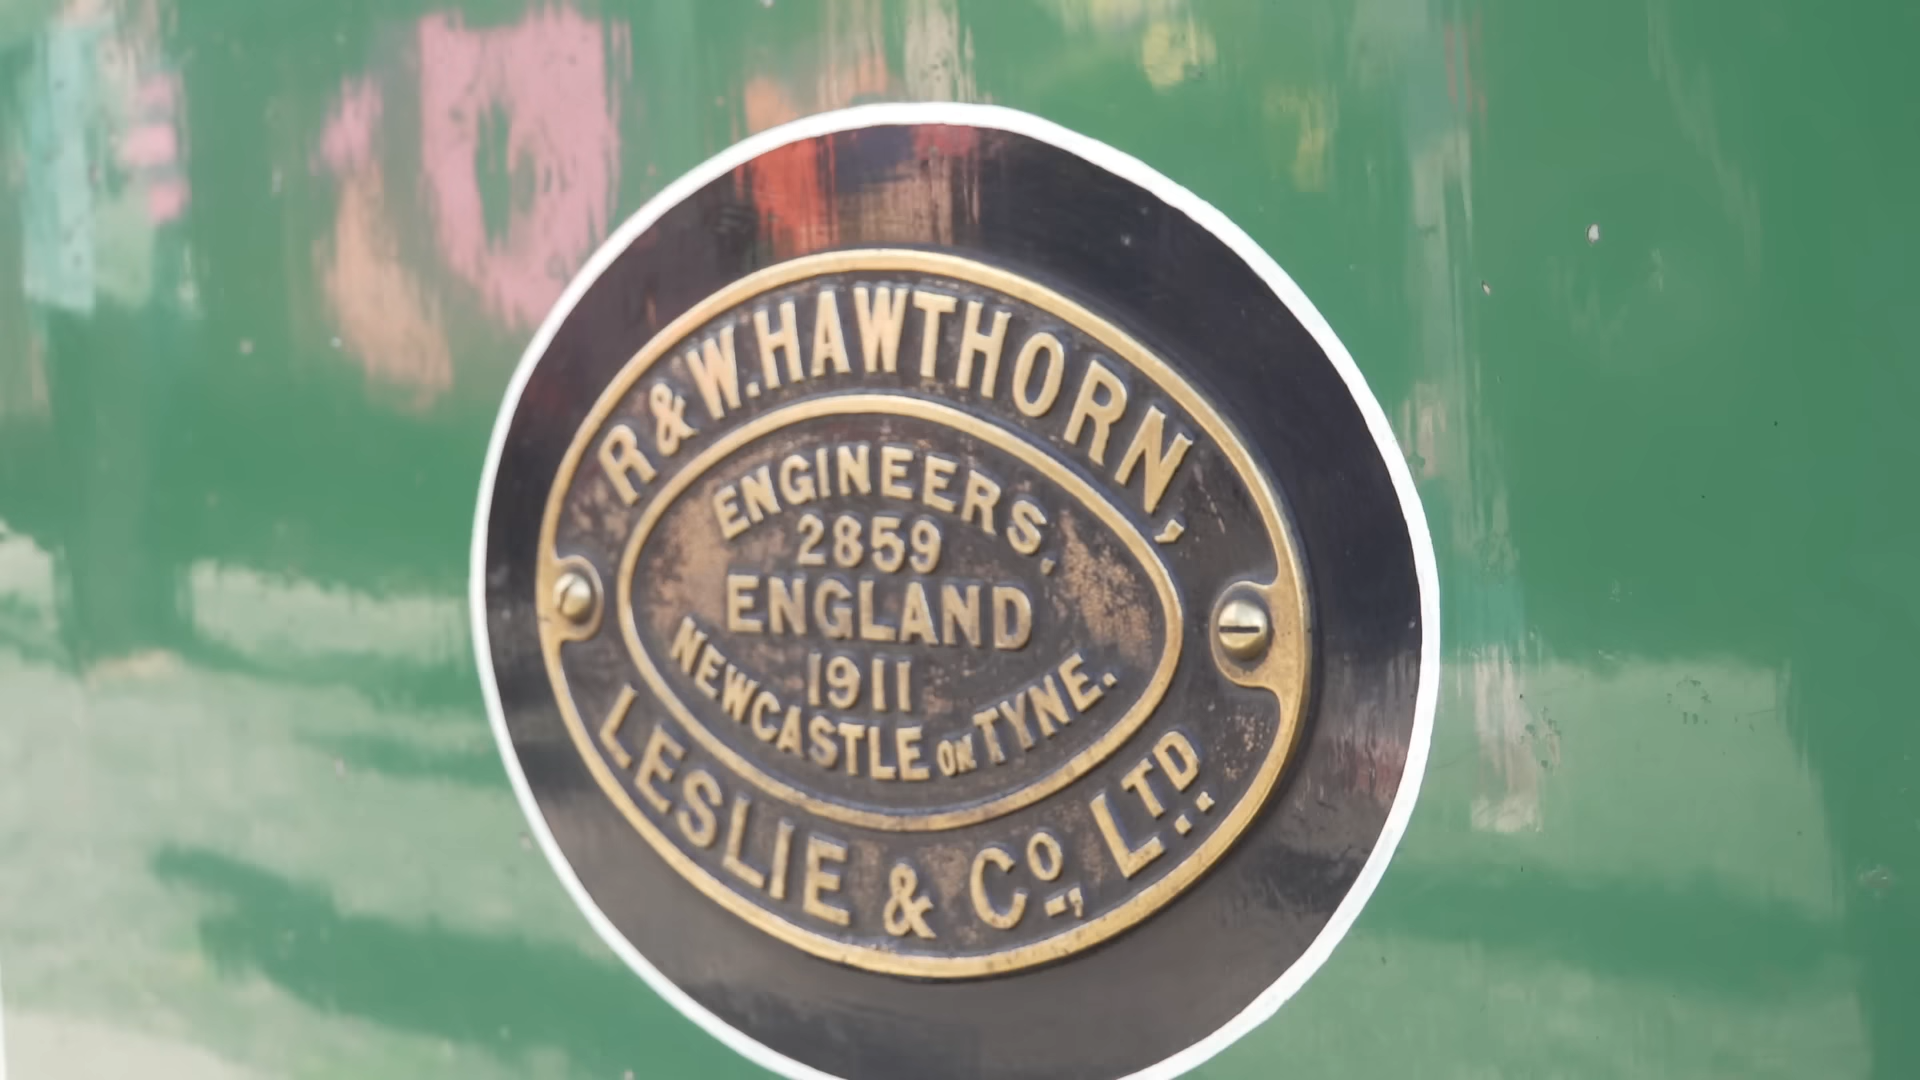 R & W. HAWTHORN,
ENGINEERS.
2859
ENGLAND
1911
NEWCASTLE ON TYNE.
LESLIE & Co, LTD.